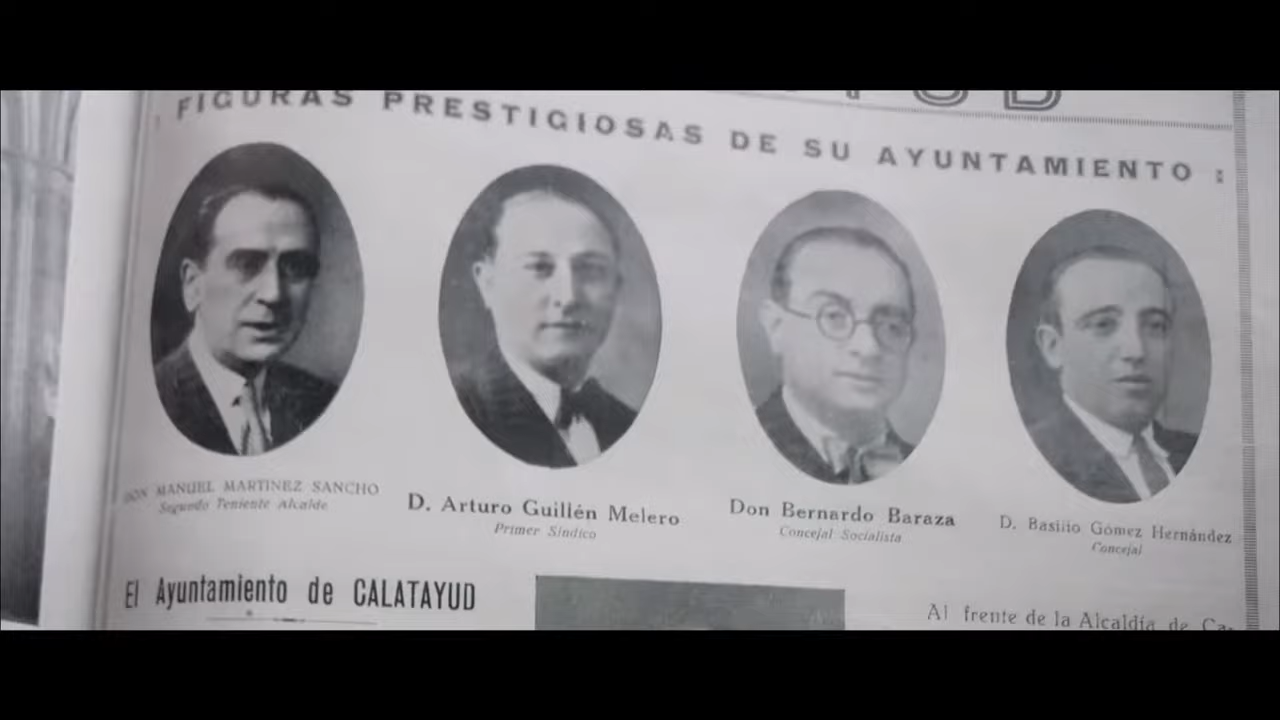 FIGURAS PRESTIGIOSAS DE SU AYUNTAMIENTO :
DON MANUEL MARTINEZ SANCHO
Segundo Teniente Alcalde
D. Arturo Guillén Melero
Primer Síndico
Don Bernardo Baraza
Concejal Socialista
D. Basilio Gómez Hernández
Concejal
El Ayuntamiento de CALATAYUD
Al frente de la Alcaldía de Ca-